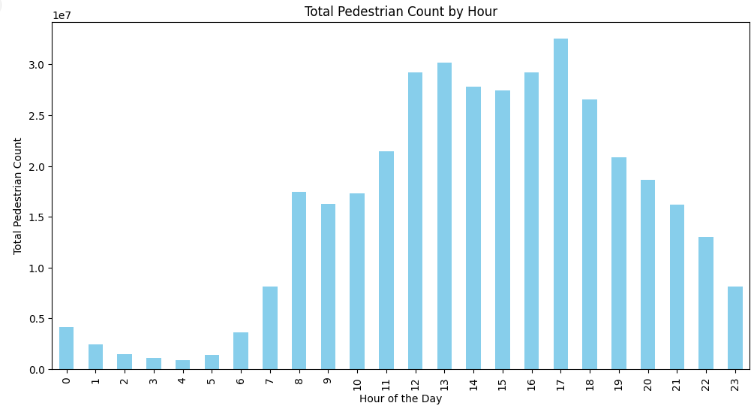 Total Pedestrian Count by Hour
1e7
3.0
2.5
2.0
1.5
1.0
0.5
0.0
Total Pedestrian Count
0 1 2 3 4 5 6 7 8 9 10 11 12 13 14 15 16 17 18 19 20 21 22 23
Hour of the Day